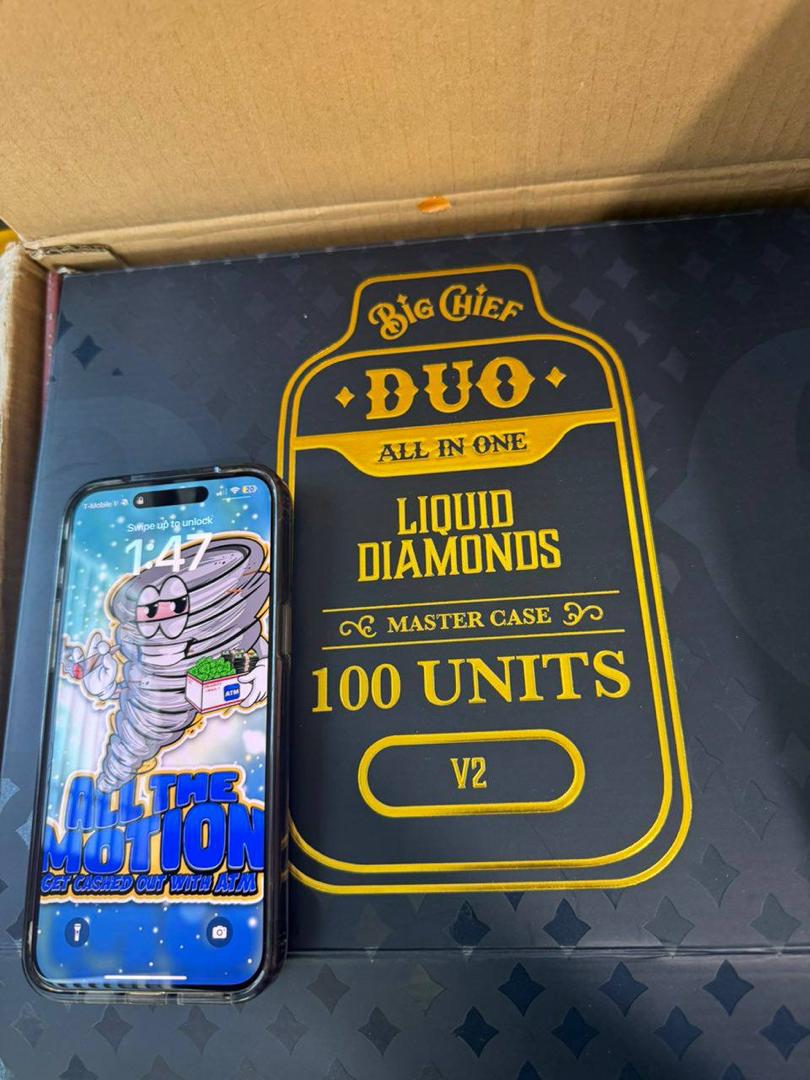 BIG CHIEF
DUO
ALL IN ONE
LIQUID
DIAMONDS
MASTER CASE
100 UNITS
V2
T-Mobile
20
Swipe up to unlock
1:47
ATM
ALL THE
MOTION
GET CASHED OUT WITH ATM